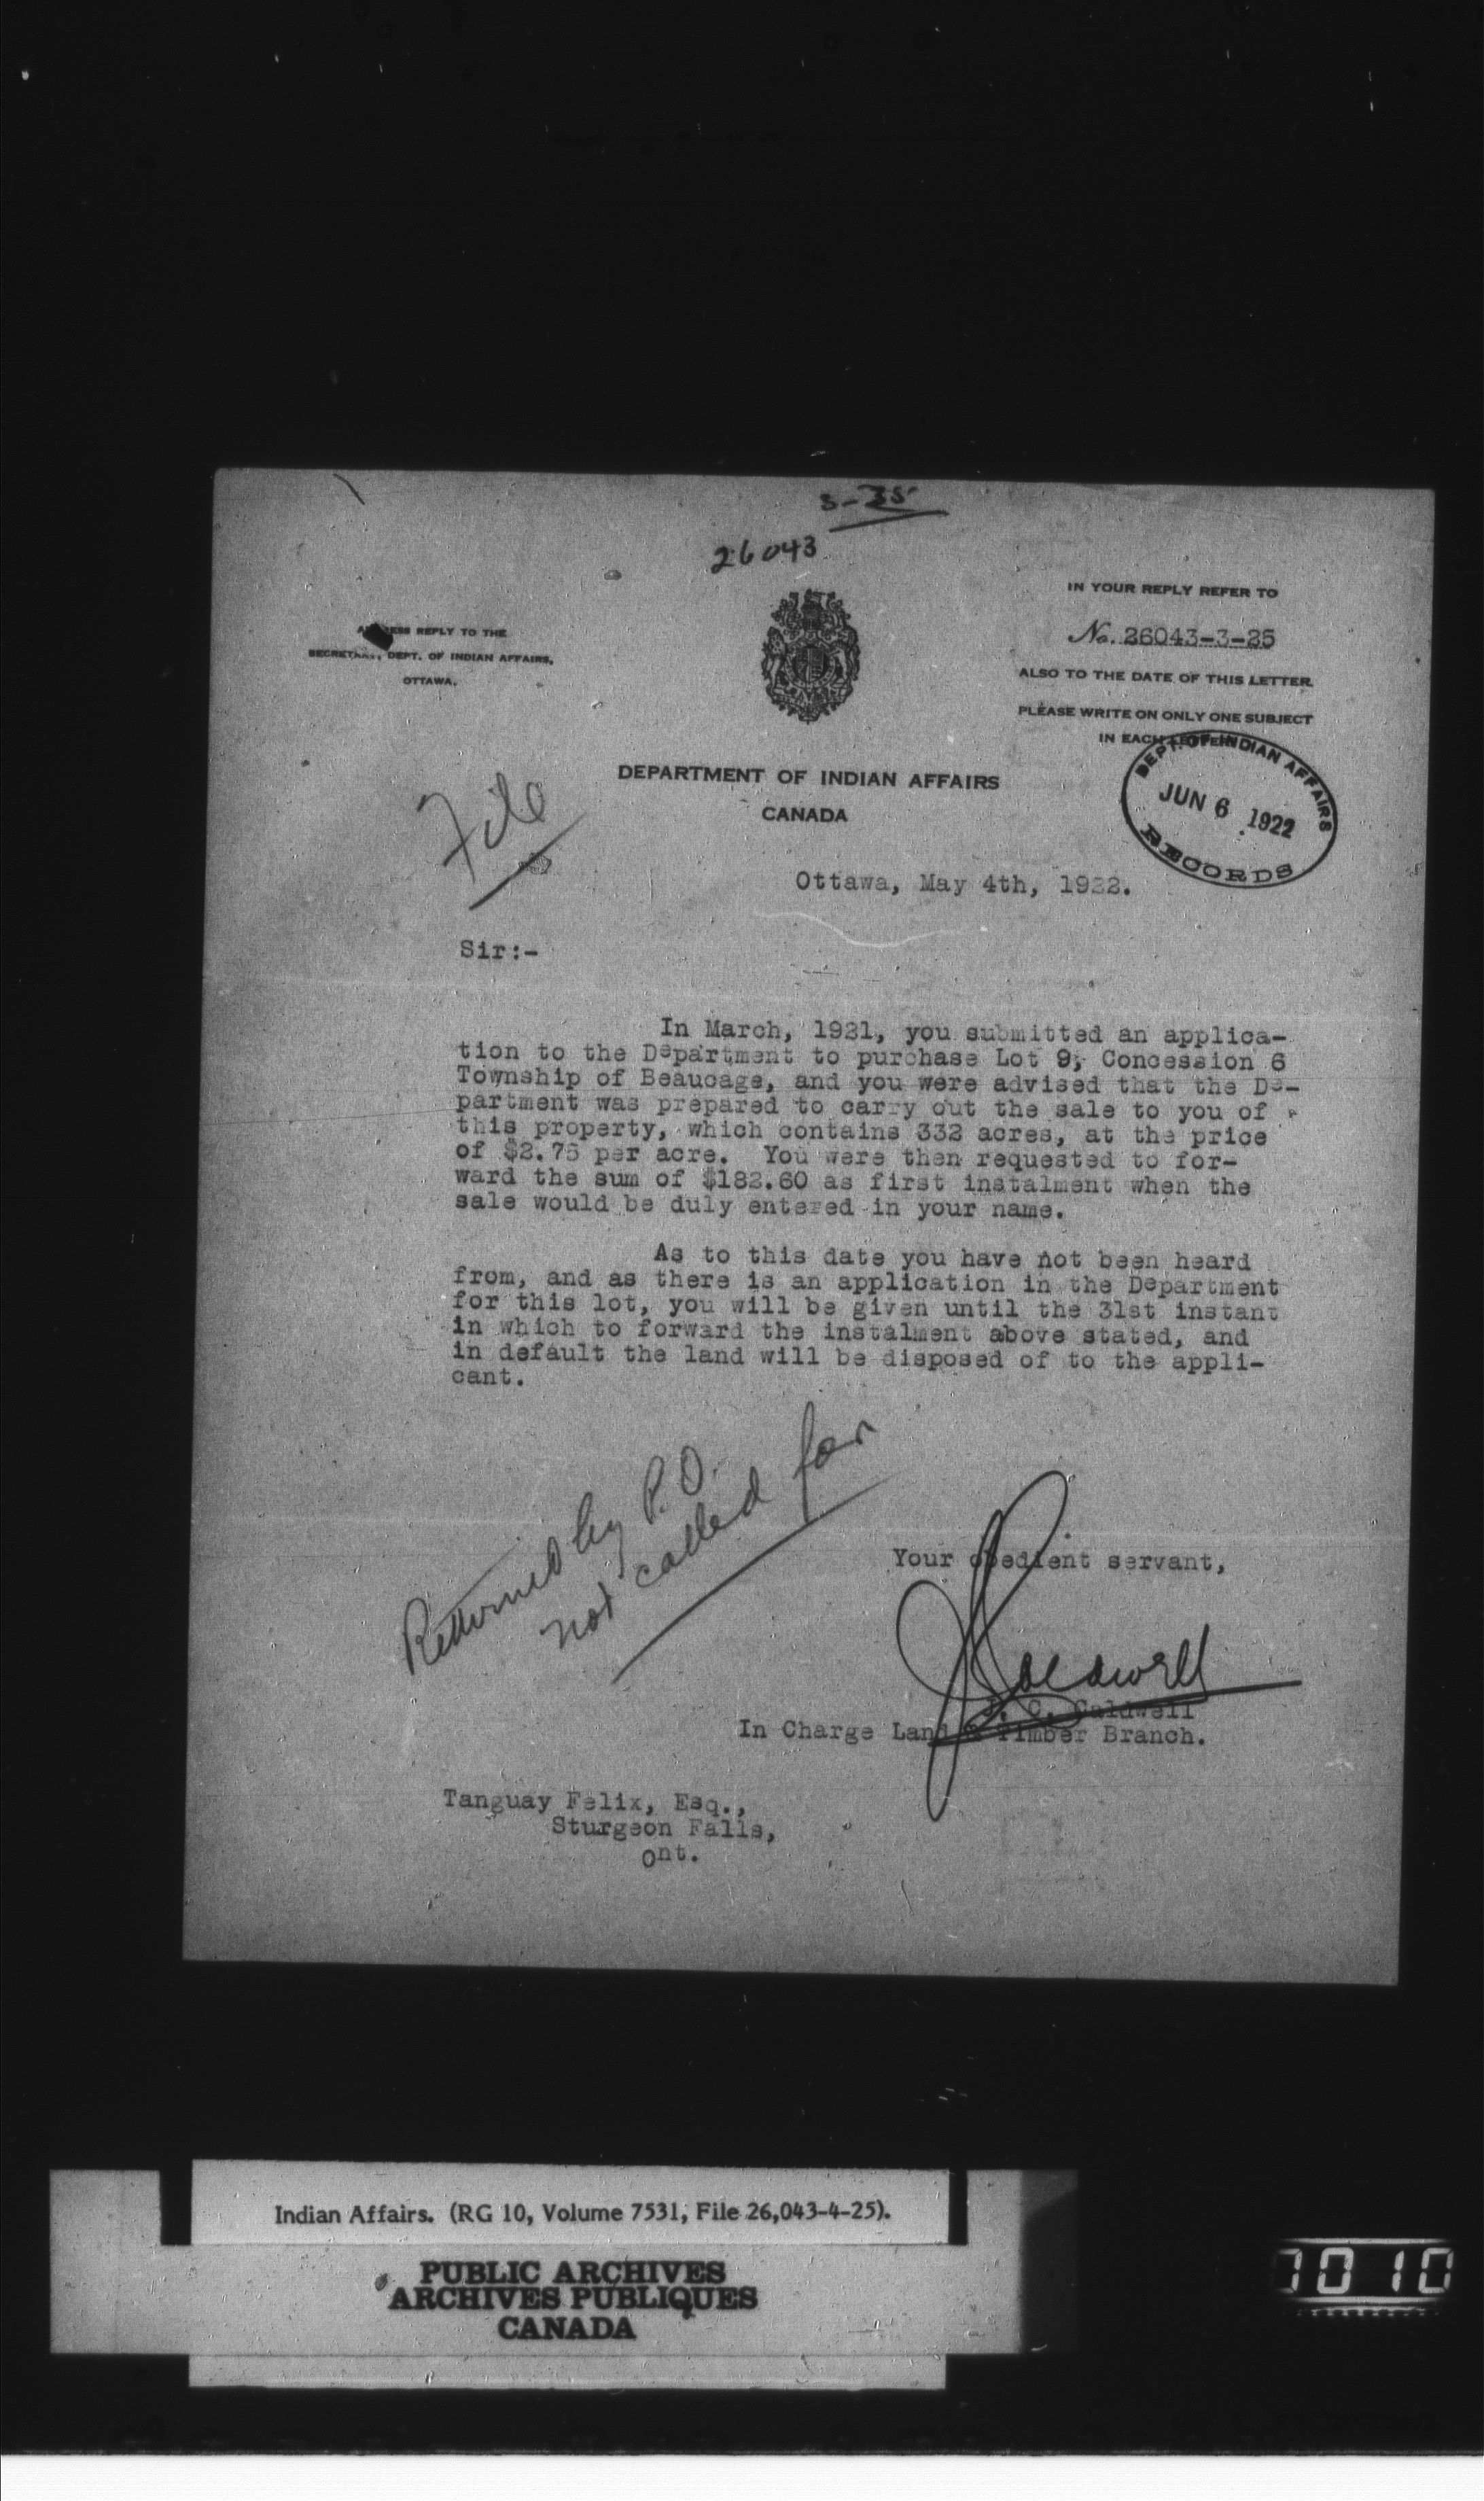 3-25
26043
IN YOUR REPLY REFER TO
No. 26043-3-25
ALSO TO THE DATE OF THIS LETTER.
PLEASE WRITE ON ONLY ONE SUBJECT
IN EACH LETTER
ADDRESS REPLY TO THE
SECRETARY, DEPT. OF INDIAN AFFAIRS,
OTTAWA.
DEPARTMENT OF INDIAN AFFAIRS
CANADA
DEPT. OF INDIAN AFFAIRS
JUN 6 1922
RECORDS
File
Ottawa, May 4th, 1922.
Sir:-
In March, 1921, you submitted an applica-
tion to the Department to purchase Lot 9, Concession 6
Township of Beaucage, and you were advised that the De-
partment was prepared to carry out the sale to you of
this property, which contains 332 acres, at the price
of $2.75 per acre. You were then requested to for-
ward the sum of $182.60 as first instalment when the
sale would be duly entered in your name.
As to this date you have not been heard
from, and as there is an application in the Department
for this lot, you will be given until the 31st instant
in which to forward the instalment above stated, and
in default the land will be disposed of to the appli-
cant.
Returned by P.O.
not called for
Your obedient servant,
J C Caldwell
J. C. Caldwell
In Charge Land & Timber Branch.
Tanguay Felix, Esq.,
Sturgeon Falls,
Ont.
Indian Affairs. (RG 10, Volume 7531, File 26,043-4-25).
PUBLIC ARCHIVES
ARCHIVES PUBLIQUES
CANADA